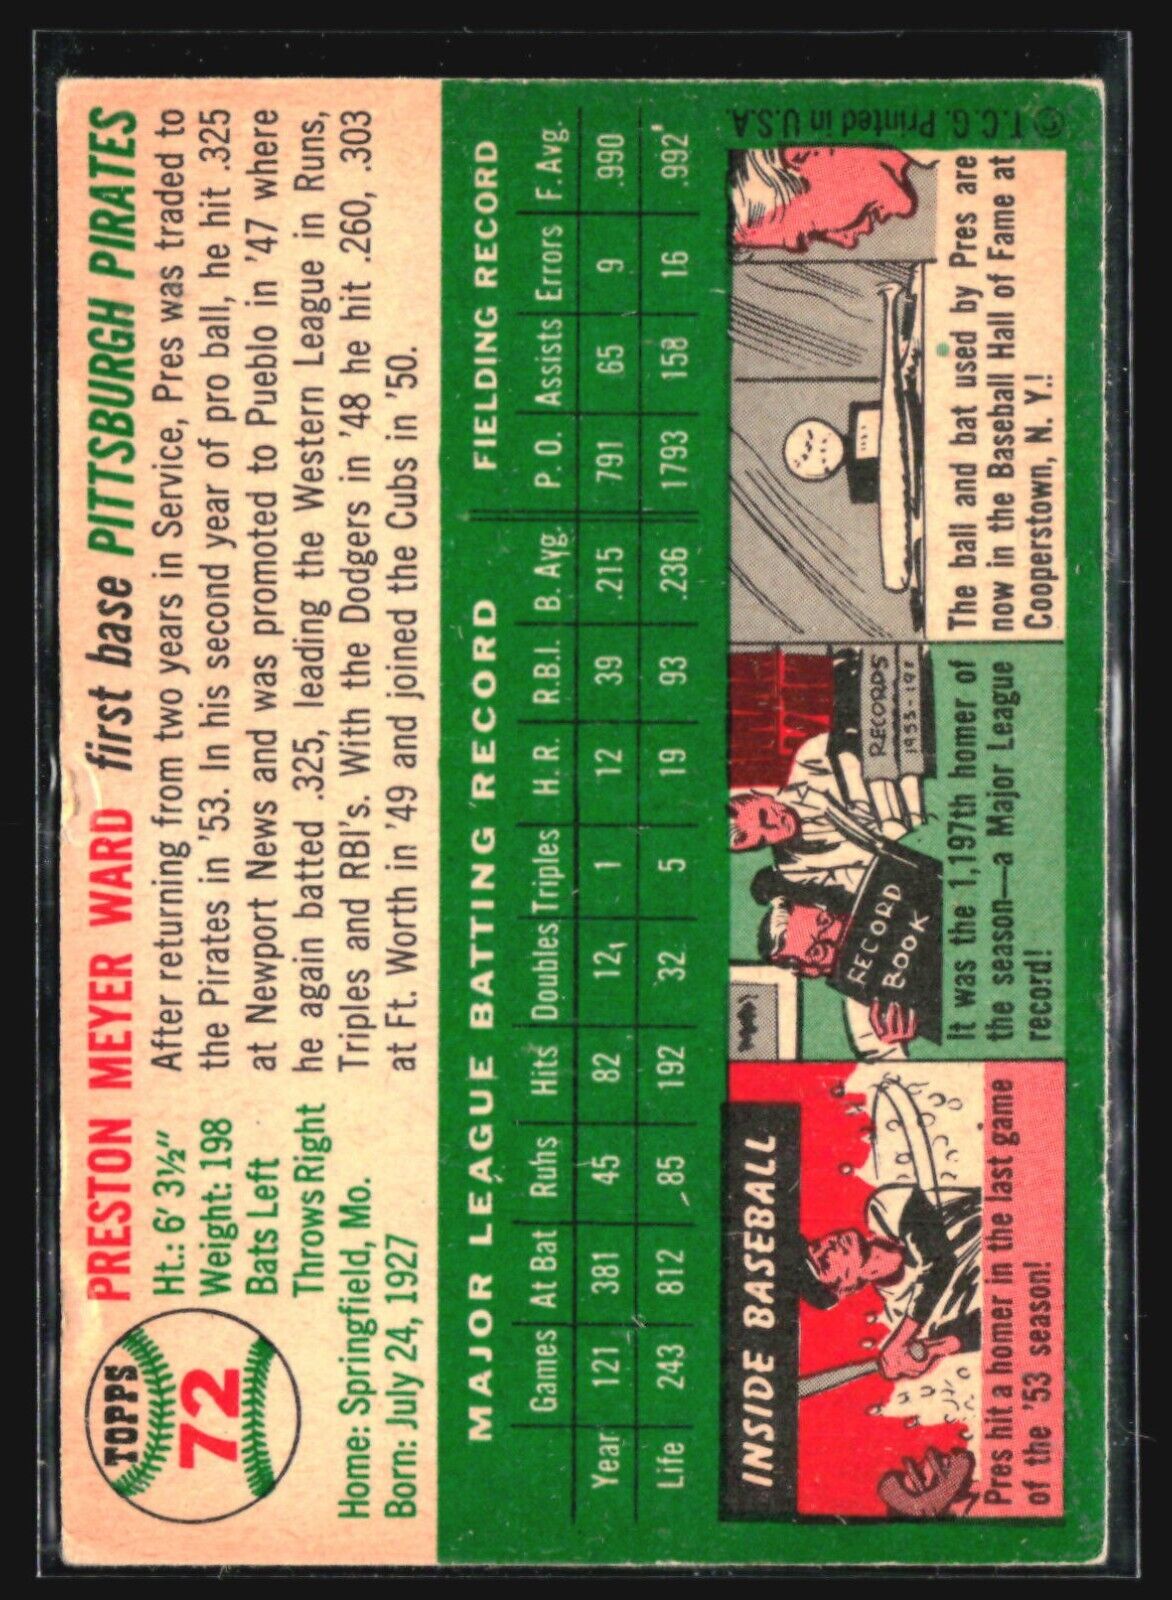 TOPPS
72
PRESTON MEYER WARD first base PITTSBURGH PIRATES
Ht.: 6' 3½"
Weight: 198
Bats Left
Throws Right
Home: Springfield, Mo.
Born: July 24, 1927
After returning from two years in Service, Pres was traded to
the Pirates in '53. In his second year of pro ball, he hit .325
at Newport News and was promoted to Pueblo in '47 where
he again batted .325, leading the Western League in Runs,
Triples and RBI's. With the Dodgers in '48 he hit .260, .303
at Ft. Worth in '49 and joined the Cubs in '50.
MAJOR LEAGUE BATTING RECORD FIELDING RECORD
Games At Bat Runs Hits Doubles Triples H. R. R.B.I. B. Avg. P. O. Assists Errors F. Avg.
Year 121 381 45 82 12 1 12 39 .215 791 65 9 .990
Life 243 812 85 192 32 5 19 93 .236 1793 158 16 .992
INSIDE BASEBALL
Pres hit a homer in the last game
of the '53 season!
RECORD
BOOK
RECORDS
It was the 1,197th homer of
the season—a Major League
record!
The ball and bat used by Pres are
now in the Baseball Hall of Fame at
Cooperstown, N. Y.!
© T. C. G. Printed in U.S.A.